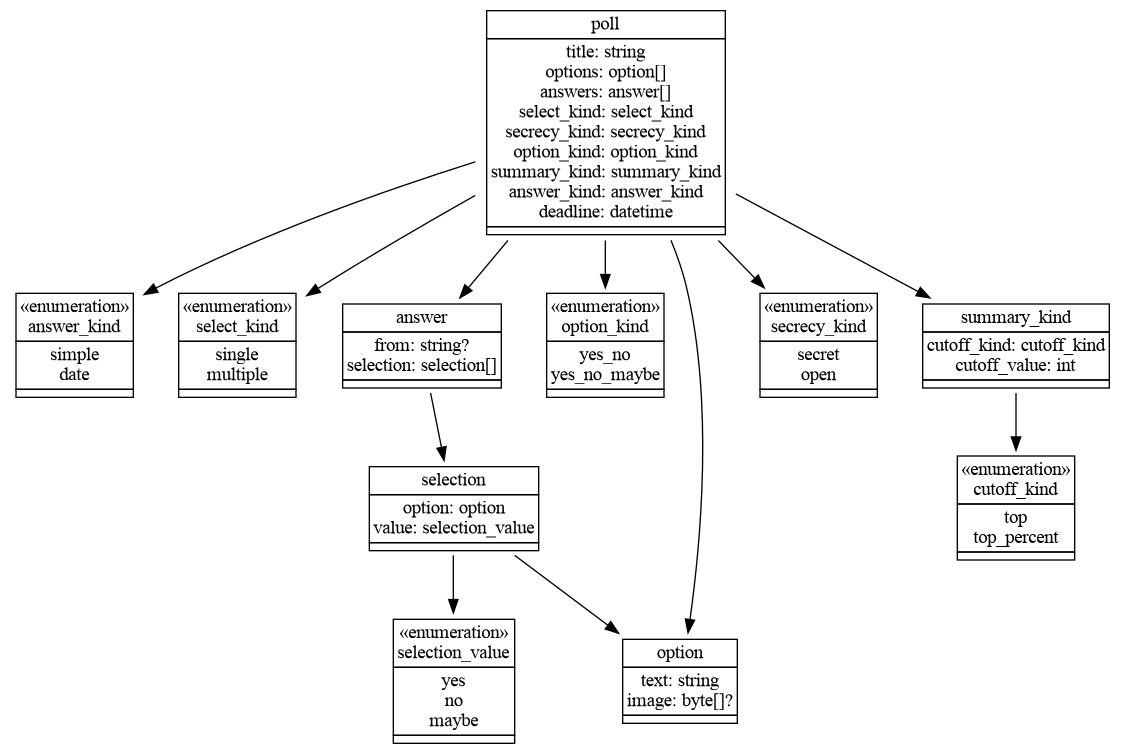 poll
title: string
options: option[]
answers: answer[]
select_kind: select_kind
secrecy_kind: secrecy_kind
option_kind: option_kind
summary_kind: summary_kind
answer_kind: answer_kind
deadline: datetime
«enumeration»
answer_kind
simple
date
«enumeration»
select_kind
single
multiple
answer
from: string?
selection: selection[]
«enumeration»
option_kind
yes_no
yes_no_maybe
«enumeration»
secrecy_kind
secret
open
summary_kind
cutoff_kind: cutoff_kind
cutoff_value: int
selection
option: option
value: selection_value
«enumeration»
cutoff_kind
top
top_percent
«enumeration»
selection_value
yes
no
maybe
option
text: string
image: byte[]?